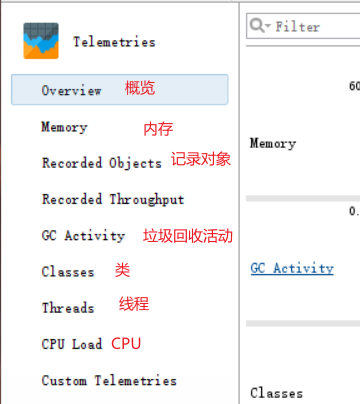 Telemetries
Overview 概览
Memory 内存
Recorded Objects 记录对象
Recorded Throughput
GC Activity 垃圾回收活动
Classes 类
Threads 线程
CPU Load CPU
Custom Telemetries
Filter
60
Memory
0.
GC Activity
Classes